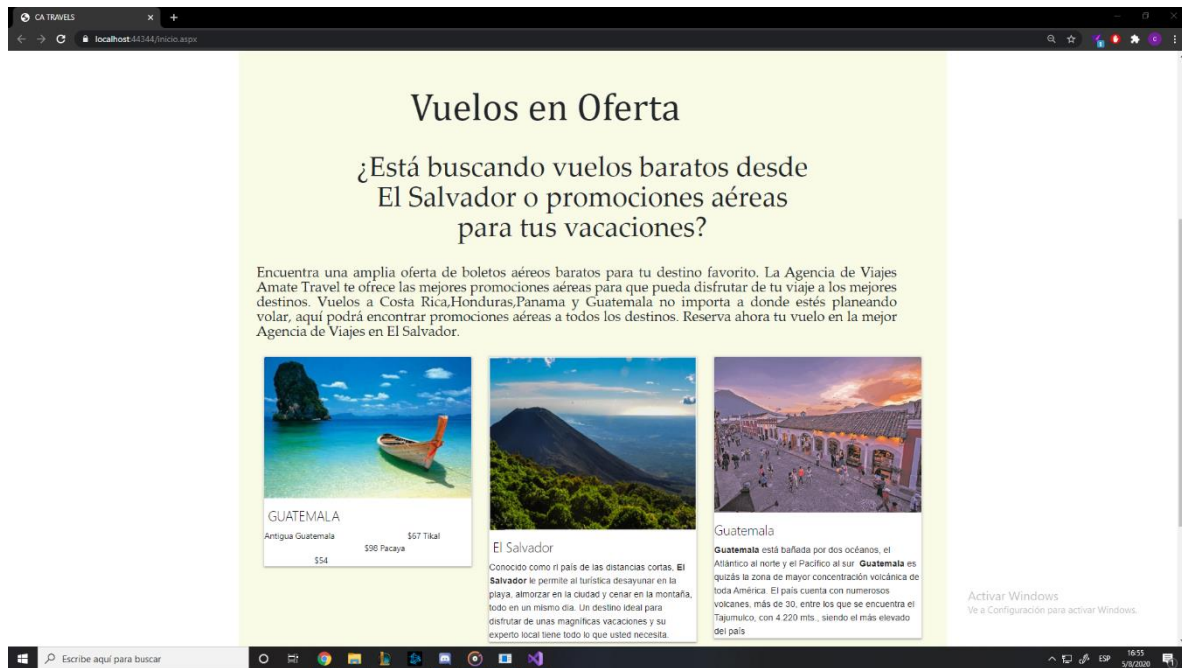 CA TRAVELS
localhost:44344/inicio.aspx
Vuelos en Oferta
¿Está buscando vuelos baratos desde
El Salvador o promociones aéreas
para tus vacaciones?
Encuentra una amplia oferta de boletos aéreos baratos para tu destino favorito. La Agencia de Viajes
Amate Travel te ofrece las mejores promociones aéreas para que pueda disfrutar de tu viaje a los mejores
destinos. Vuelos a Costa Rica,Honduras,Panama y Guatemala no importa a donde estés planeando
volar, aquí podrá encontrar promociones aéreas a todos los destinos. Reserva ahora tu vuelo en la mejor
Agencia de Viajes en El Salvador.
GUATEMALA
Antigua Guatemala $67 Tikal
$98 Pacaya
$54
El Salvador
Conocido como rl país de las distancias cortas, El
Salvador le permite al turística desayunar en la
playa, almorzar en la ciudad y cenar en la montaña,
todo en un mismo dia. Un destino ideal para
disfrutar de unas magníficas vacaciones y su
experto local tiene todo lo que usted necesita.
Guatemala
Guatemala está bañada por dos océanos, el
Atlántico al norte y el Pacífico al sur Guatemala es
quizás la zona de mayor concentración volcánica de
toda América. El país cuenta con numerosos
volcanes, más de 30, entre los que se encuentra el
Tajumulco, con 4.220 mts., siendo el más elevado
del país
Activar Windows
Ve a Configuración para activar Windows.
Escribe aquí para buscar
ESP
16:55
5/8/2020